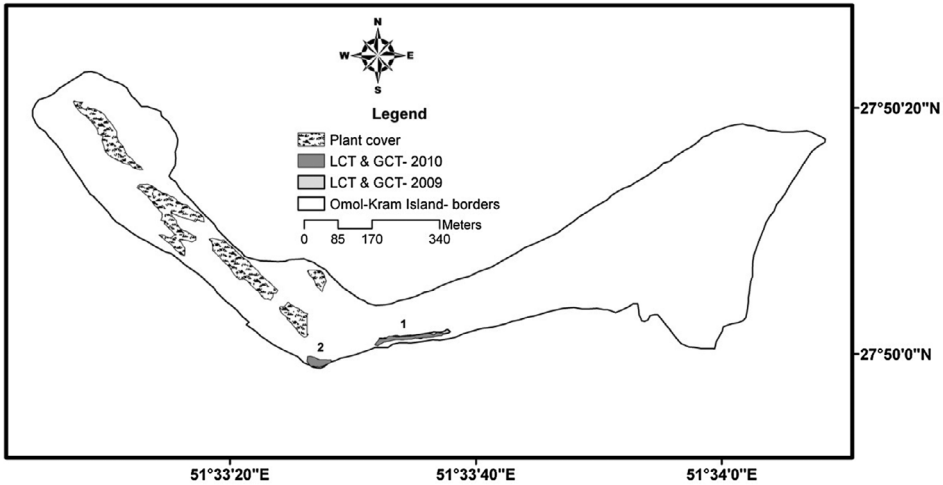 N
W E
S
Legend
Plant cover
LCT & GCT- 2010
LCT & GCT- 2009
Omol-Kram Island- borders
Meters
0 85 170 340
27°50'20"N
1
2
27°50'0"N
51°33'20"E 51°33'40"E 51°34'0"E